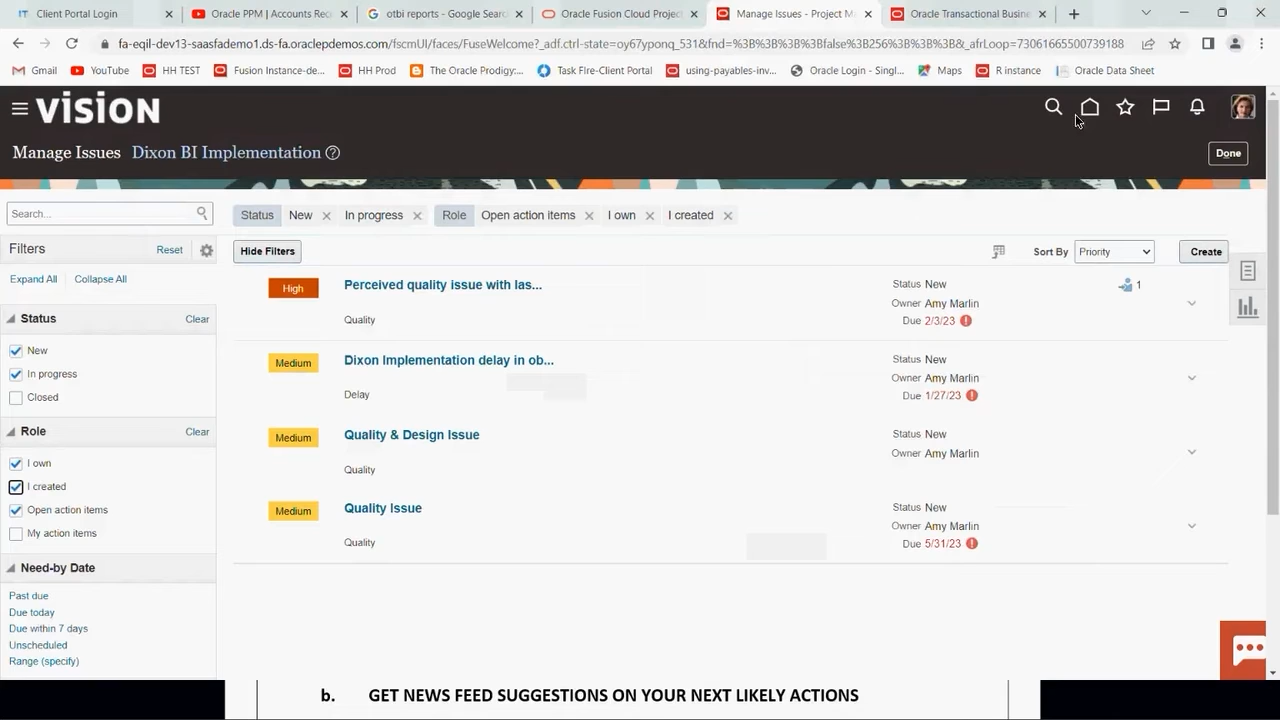 Client Portal Login
Oracle PPM | Accounts Rec
otbi reports - Google Search
Oracle Fusion Cloud Project
Manage Issues - Project M
Oracle Transactional Busine
fa-eqil-dev13-saasfademo1.ds-fa.oraclepdemos.com/fscmUI/faces/FuseWelcome?_adf.ctrl-state=oy67yponq_531&fnd=%3B%3B%3B%3Bfalse%3B256%3B%3B%3B&_afrLoop=73061665500739188
Gmail YouTube HH TEST Fusion Instance-de... HH Prod The Oracle Prodigy:... Task FIre-Client Portal using-payables-inv... Oracle Login - Singl... Maps R instance Oracle Data Sheet
VISION
Manage Issues Dixon BI Implementation
Done
Search...
Status New In progress Role Open action items I own I created
Filters Reset
Hide Filters
Sort By Priority
Create
Expand All Collapse All
Status Clear
New
In progress
Closed
Role Clear
I own
I created
Open action items
My action items
Need-by Date
Past due
Due today
Due within 7 days
Unscheduled
Range (specify)
High Perceived quality issue with las...
Quality
Status New
Owner Amy Marlin
Due 2/3/23
1
Medium Dixon Implementation delay in ob...
Delay
Status New
Owner Amy Marlin
Due 1/27/23
Medium Quality & Design Issue
Quality
Status New
Owner Amy Marlin
Medium Quality Issue
Quality
Status New
Owner Amy Marlin
Due 5/31/23
b. GET NEWS FEED SUGGESTIONS ON YOUR NEXT LIKELY ACTIONS